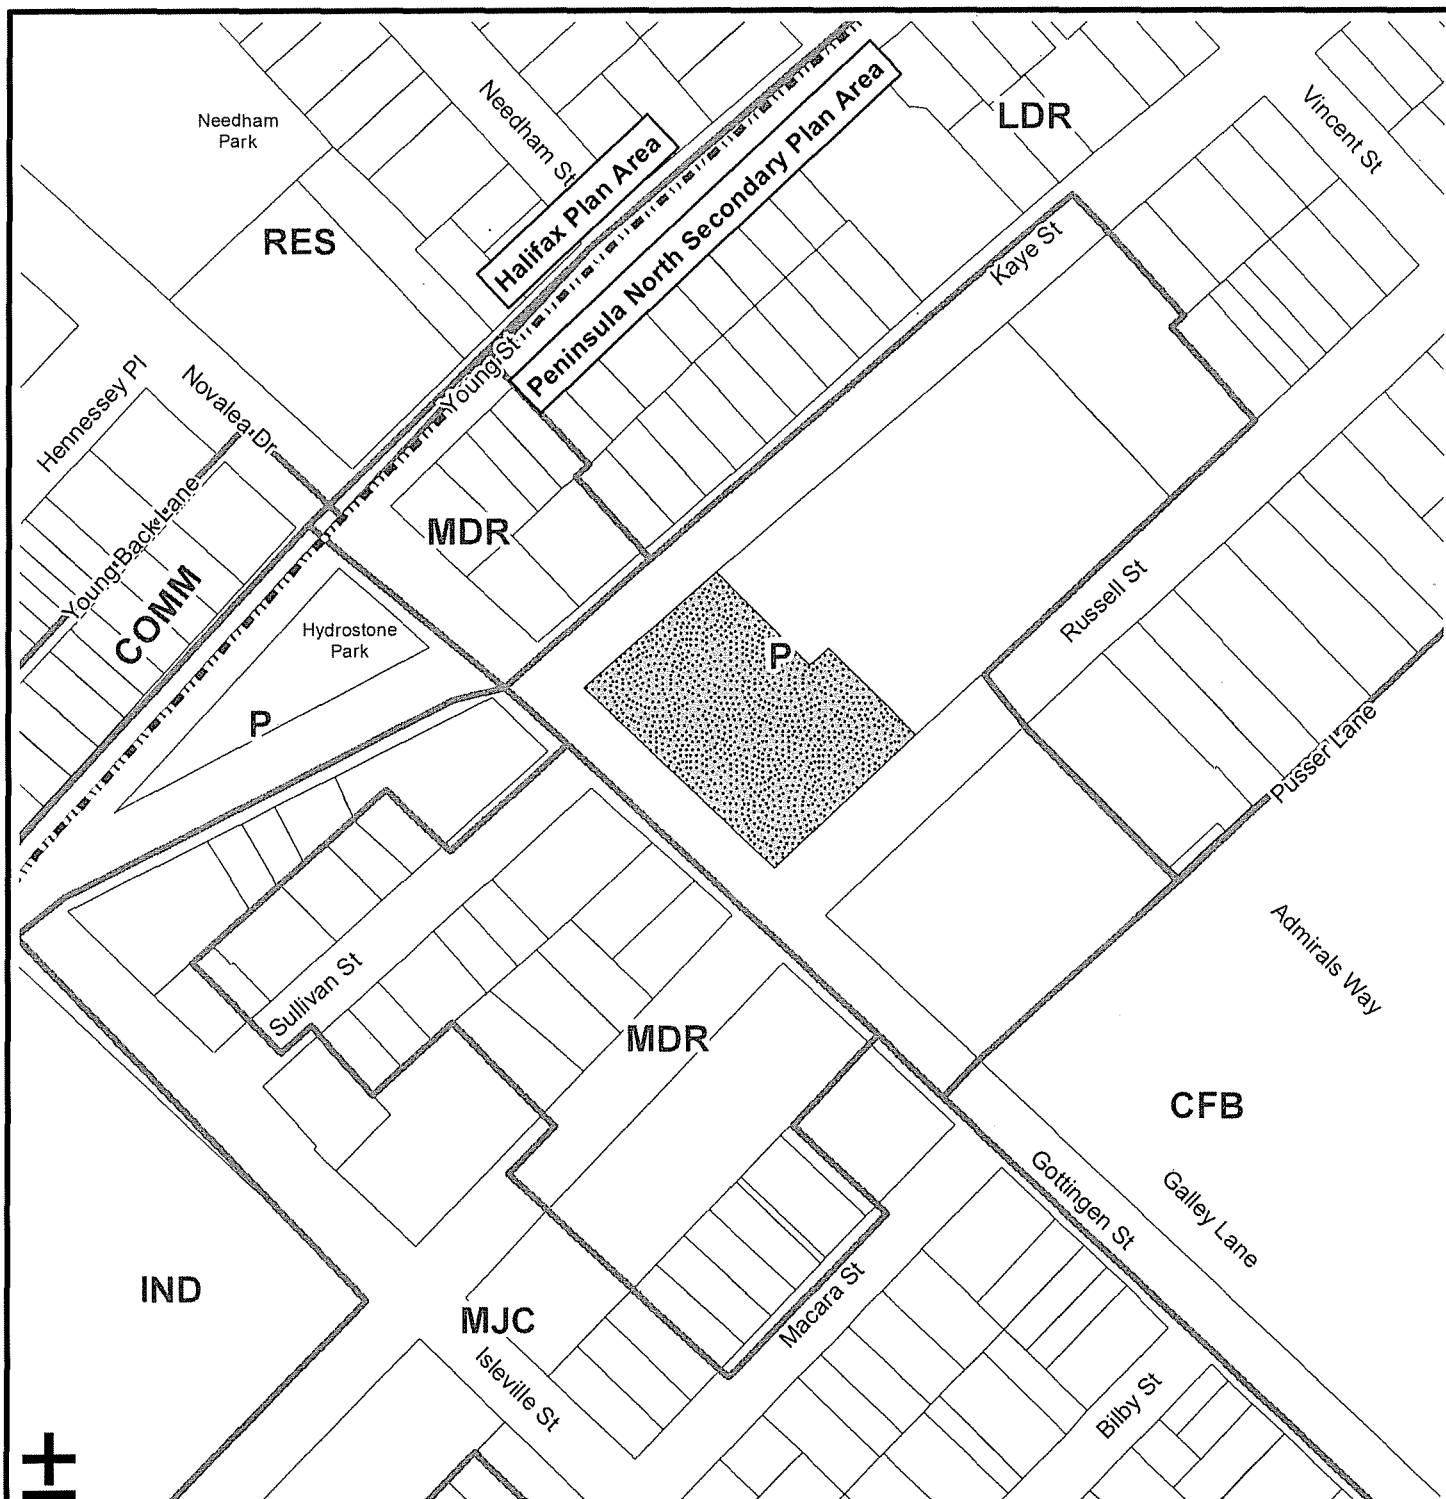 Needham
Park
Needham St
Halifax Plan Area
Peninsula North Secondary Plan Area
LDR
Vincent St
RES
Kaye St
Young St
Hennessey Pl
Novalea Dr
Young Back Lane
COMM
MDR
Hydrostone
Park
P
P
Russell St
Pusser Lane
Sullivan St
MDR
Admirals Way
CFB
Gottingen St
Galley Lane
IND
MJC
Macara St
Isleville St
Bilby St